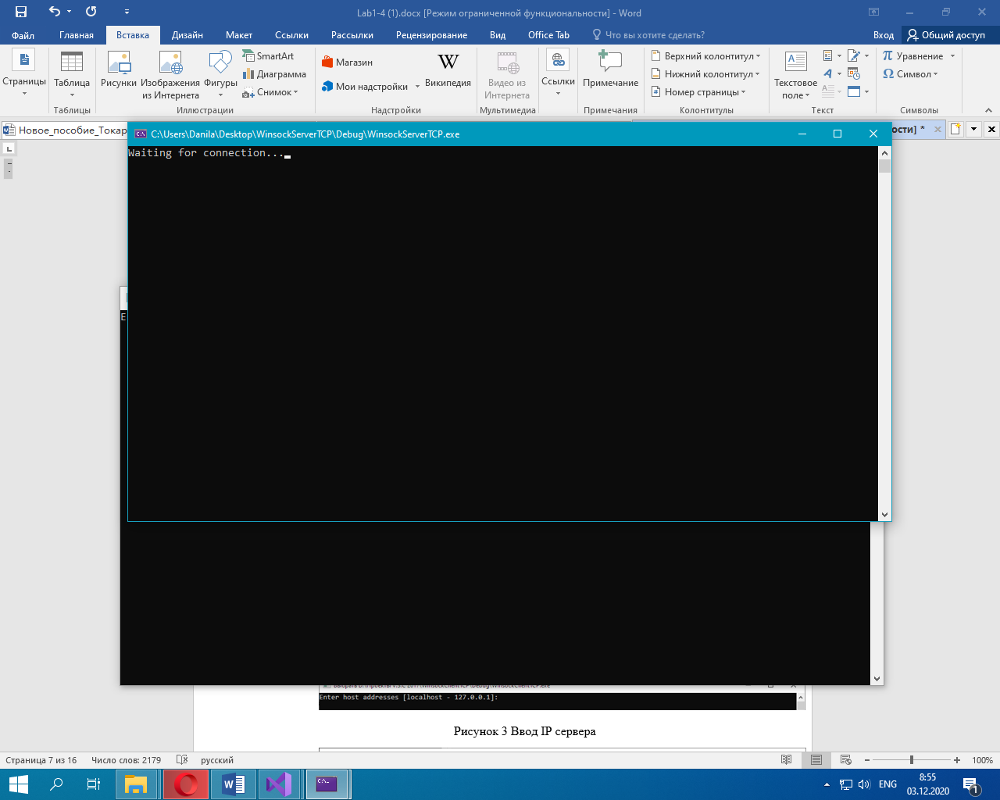 Lab1-4 (1).docx [Режим ограниченной функциональности] - Word
Файл Главная Вставка Дизайн Макет Ссылки Рассылки Рецензирование Вид Office Tab Что вы хотите сделать? Вход Общий доступ
Страницы
Таблица
Таблицы
Рисунки
Изображения из Интернета
Фигуры
SmartArt
Диаграмма
Снимок
Иллюстрации
Магазин
Мои надстройки
W
Википедия
Надстройки
Видео из Интернета
Мультимедиа
Ссылки
Примечание
Примечания
Верхний колонтитул
Нижний колонтитул
Номер страницы
Колонтитулы
Текстовое поле
Текст
Уравнение
Символ
Символы
Новое_пособие_Токар
ости] *
C:\Users\Danila\Desktop\WinsockServerTCP\Debug\WinsockServerTCP.exe
Waiting for connection...
E
Enter host addresses [localhost - 127.0.0.1]:
Рисунок 3 Ввод IP сервера
Страница 7 из 16 Число слов: 2179 русский 100%
ENG
8:55
03.12.2020
1